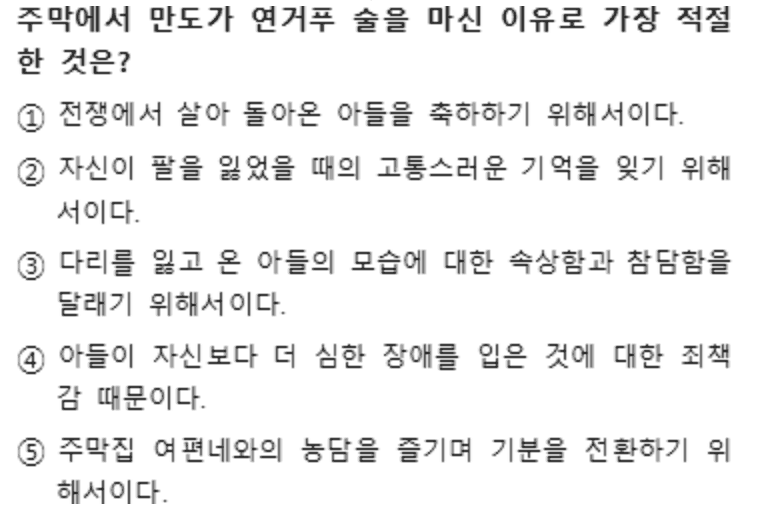 주막에서 만도가 연거푸 술을 마신 이유로 가장 적절
한 것은?
① 전쟁에서 살아 돌아온 아들을 축하하기 위해서이다.
② 자신이 팔을 잃었을 때의 고통스러운 기억을 잊기 위해
서이다.
③ 다리를 잃고 온 아들의 모습에 대한 속상함과 참담함을
달래기 위해서이다.
④ 아들이 자신보다 더 심한 장애를 입은 것에 대한 죄책
감 때문이다.
⑤ 주막집 여편네와의 농담을 즐기며 기분을 전환하기 위
해서이다.